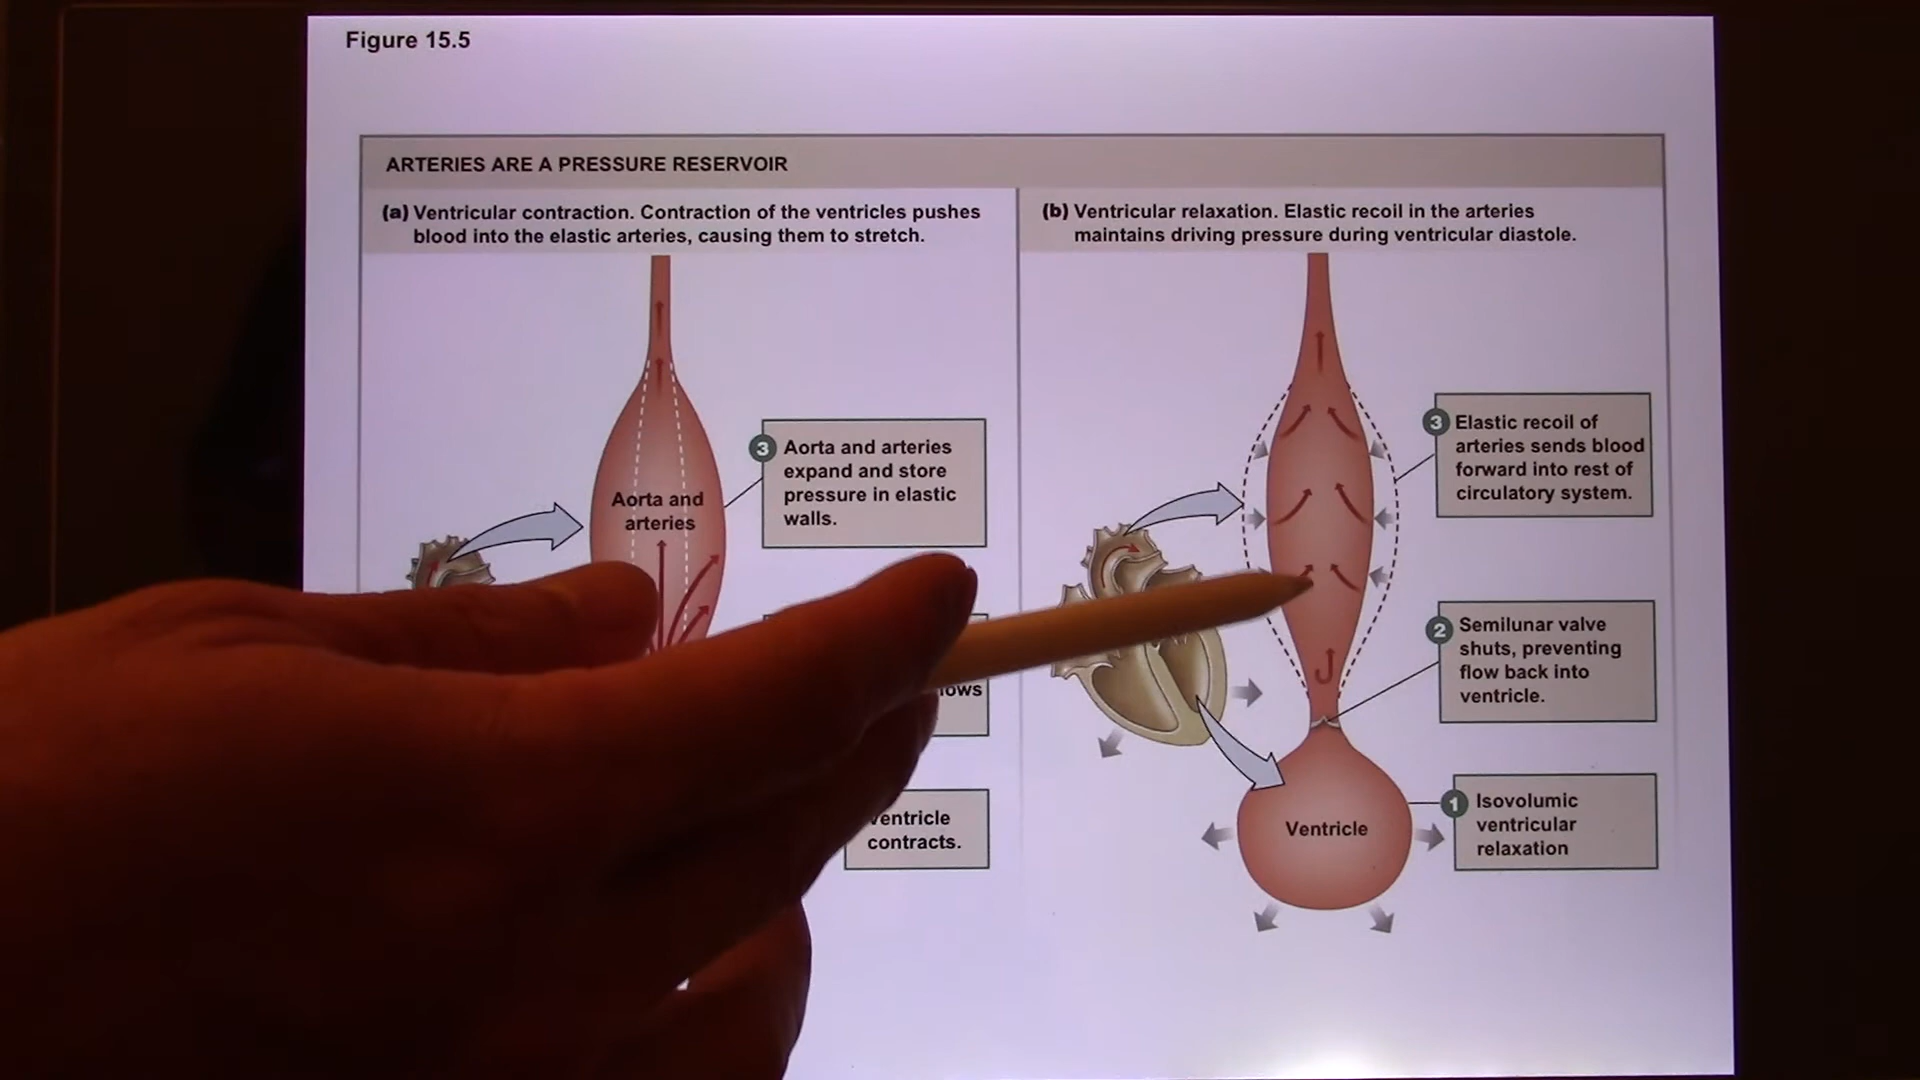 Figure 15.5
ARTERIES ARE A PRESSURE RESERVOIR
(a) Ventricular contraction. Contraction of the ventricles pushes
blood into the elastic arteries, causing them to stretch.
Aorta and
arteries
3 Aorta and arteries
expand and store
pressure in elastic
walls.
contracts.
(b) Ventricular relaxation. Elastic recoil in the arteries
maintains driving pressure during ventricular diastole.
3 Elastic recoil of
arteries sends blood
forward into rest of
circulatory system.
2 Semilunar valve
shuts, preventing
flow back into
ventricle.
Ventricle
1 Isovolumic
ventricular
relaxation